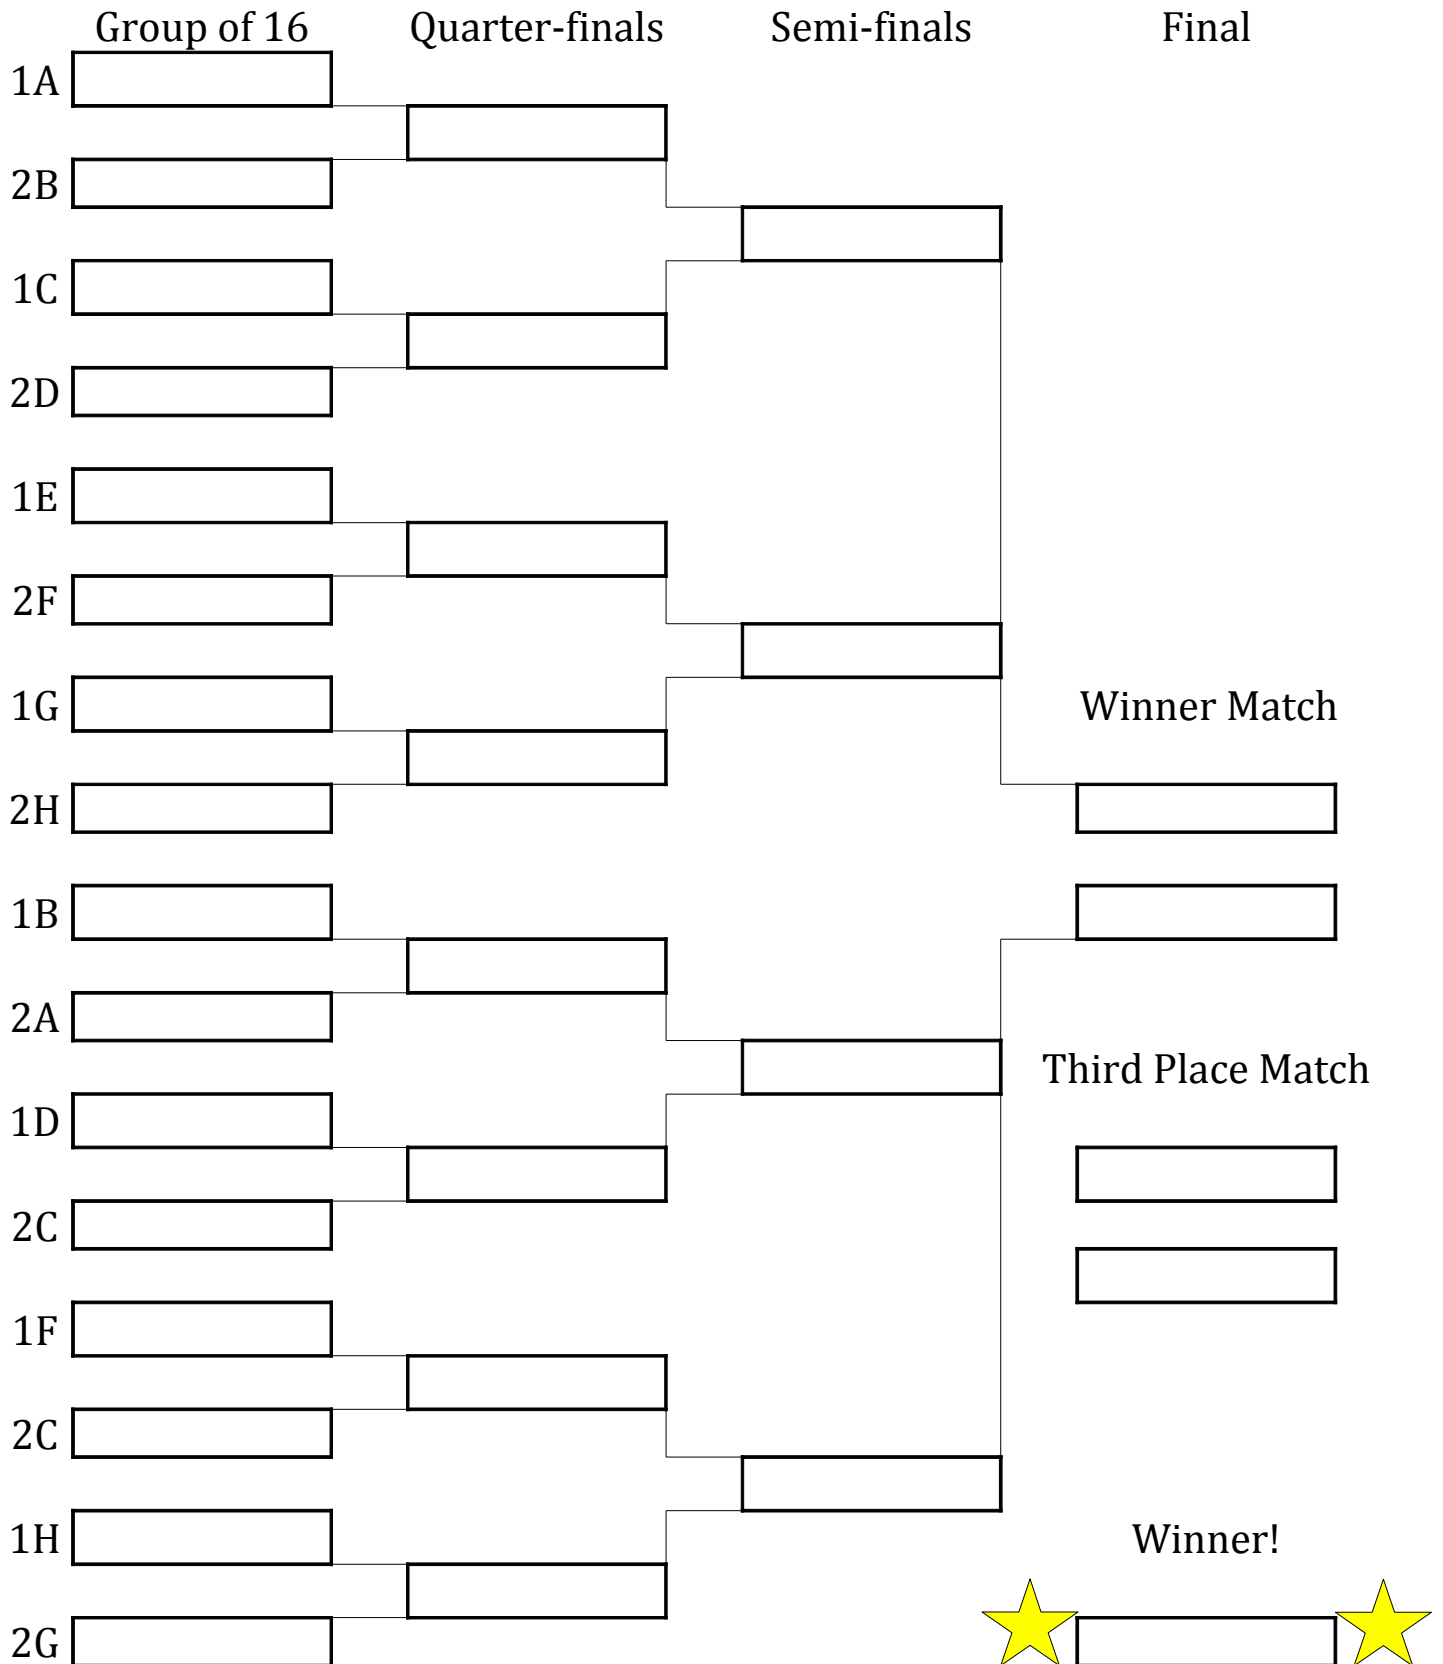 Group of 16 Quarter-finals Semi-finals Final
1A
2B
1C
2D
1E
2F
1G
Winner Match
2H
1B
2A
Third Place Match
1D
2C
1F
2C
1H
Winner!
2G